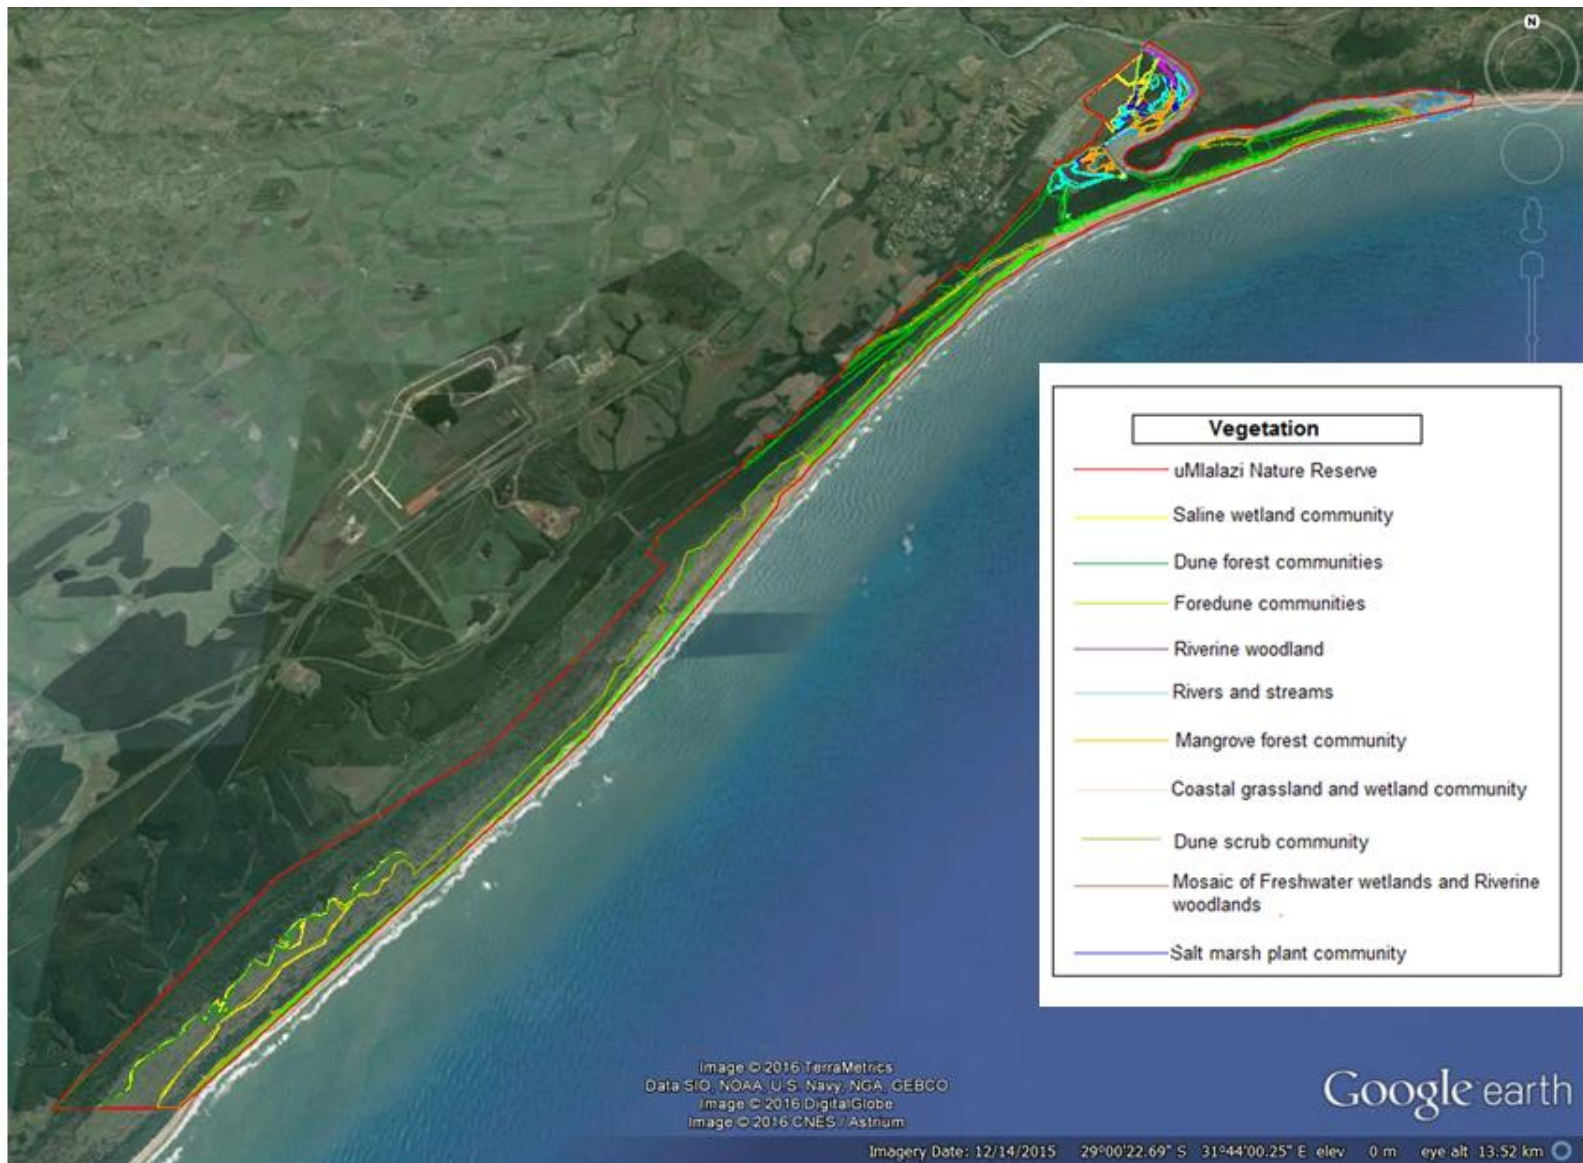 N
Vegetation
uMlalazi Nature Reserve
Saline wetland community
Dune forest communities
Foredune communities
Riverine woodland
Rivers and streams
Mangrove forest community
Coastal grassland and wetland community
Dune scrub community
Mosaic of Freshwater wetlands and Riverine
woodlands
Salt marsh plant community
Image © 2016 TerraMetrics
Data SIO, NOAA, U.S. Navy, NGA, GEBCO
Image © 2016 DigitalGlobe
Image © 2016 CNES / Astrium
Google earth
Imagery Date: 12/14/2015 29°00'22.69" S 31°44'00.25" E elev 0 m eye alt 13.52 km